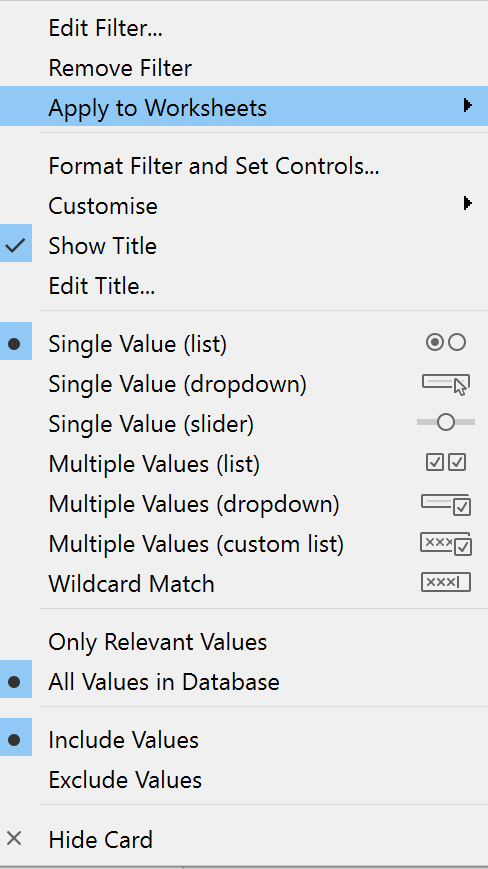 Edit Filter...
Remove Filter
Apply to Worksheets
Format Filter and Set Controls...
Customise
Show Title
Edit Title...
Single Value (list)
Single Value (dropdown)
Single Value (slider)
Multiple Values (list)
Multiple Values (dropdown)
Multiple Values (custom list)
xxx
Wildcard Match
xxx
Only Relevant Values
All Values in Database
Include Values
Exclude Values
Hide Card